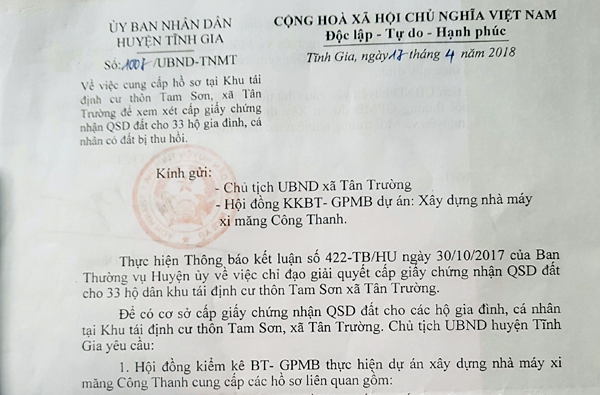 ỦY BAN NHÂN DÂN
HUYỆN TĨNH GIA
CỘNG HOÀ XÃ HỘI CHỦ NGHĨA VIỆT NAM
Độc lập - Tự do - Hạnh phúc
Số: /UBND-TNMT
Tĩnh Gia, ngày 17 tháng 4 năm 2018
Về việc cung cấp hồ sơ tại Khu tái
định cư thôn Tam Sơn, xã Tân
Trường để xem xét cấp giấy chứng
nhận QSD đất cho 33 hộ gia đình, cá
nhân có đất bị thu hồi.
Kính gửi:
- Chủ tịch UBND xã Tân Trường
- Hội đồng KKBT- GPMB dự án: Xây dựng nhà máy
xi măng Công Thanh.
Thực hiện Thông báo kết luận số 422-TB/HU ngày 30/10/2017 của Ban
Thường vụ Huyện ủy về việc chỉ đạo giải quyết cấp giấy chứng nhận QSD đất
cho 33 hộ dân khu tái định cư thôn Tam Sơn xã Tân Trường.
Để có cơ sở cấp giấy chứng nhận QSD đất cho các hộ gia đình, cá nhân
tại Khu tái định cư thôn Tam Sơn, xã Tân Trường. Chủ tịch UBND huyện Tĩnh
Gia yêu cầu:
1. Hội đồng kiểm kê BT- GPMB thực hiện dự án xây dựng nhà máy xi
măng Công Thanh cung cấp các hồ sơ liên quan gồm: